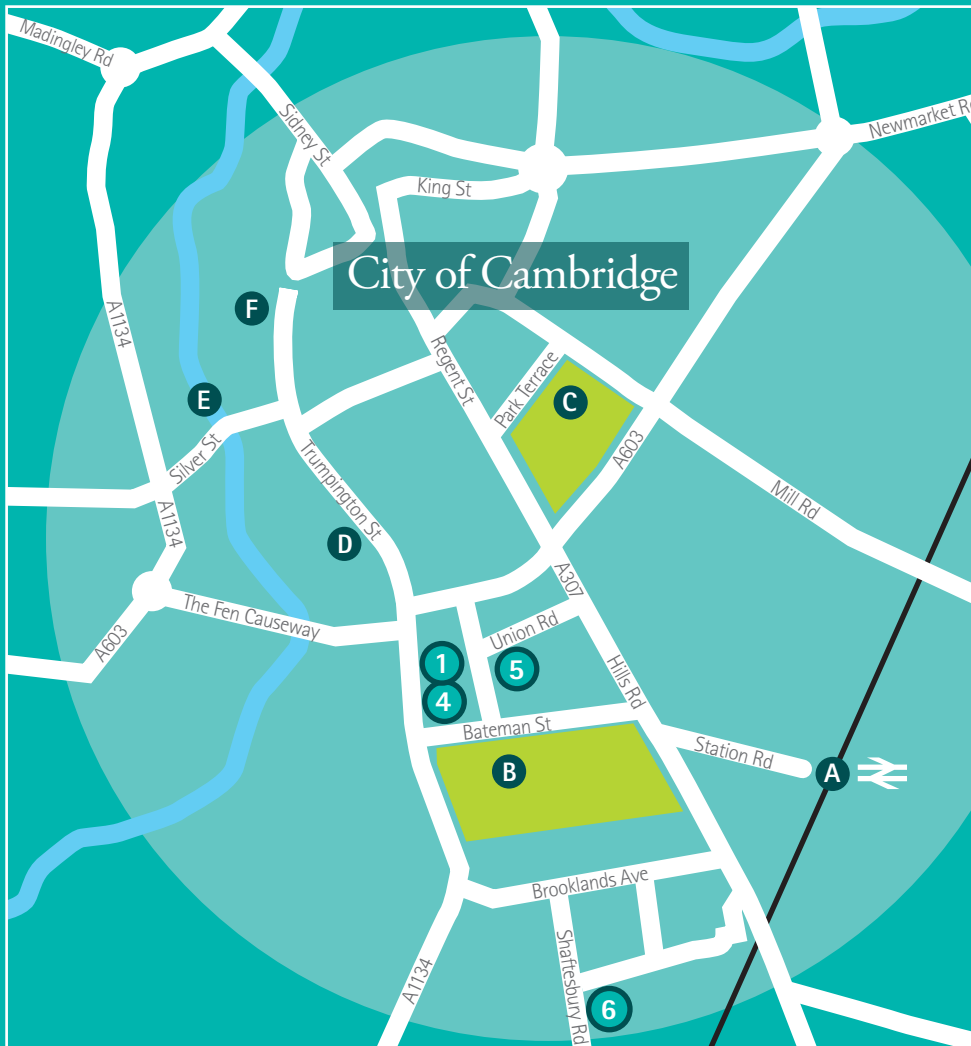 Madingley Rd
Sidney St
Newmarket R
King St
City of Cambridge
A1134
F
Regent St
Park Terrace
C
E
Silver St
A603
Trumpington St
Mill Rd
A1134
D
A307
The Fen Causeway
Union Rd
A603
1
5
4
Hills Rd
Bateman St
Station Rd
B
A
Brooklands Ave
Shaftesbury Rd
A1134
6